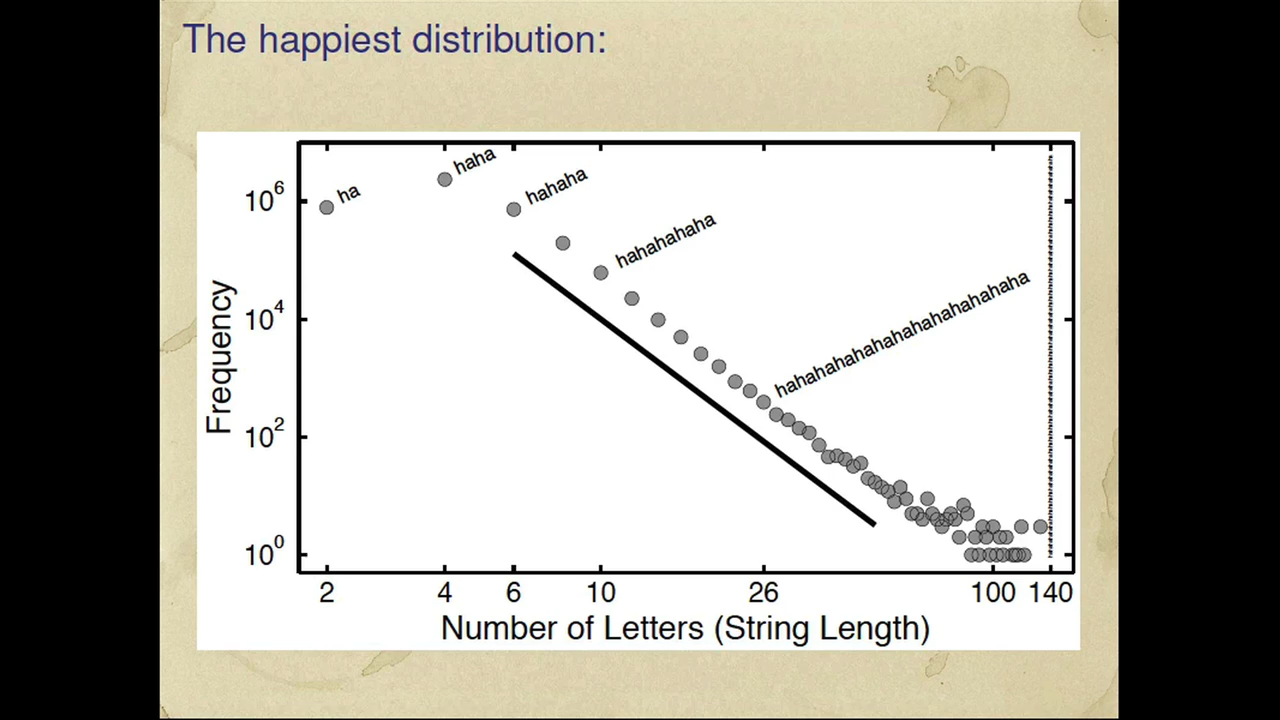 The happiest distribution:
ha
haha
hahaha
hahahahaha
hahahahahahahahahahahahaha
10^6
10^4
10^2
10^0
Frequency
2 4 6 10 26 100 140
Number of Letters (String Length)